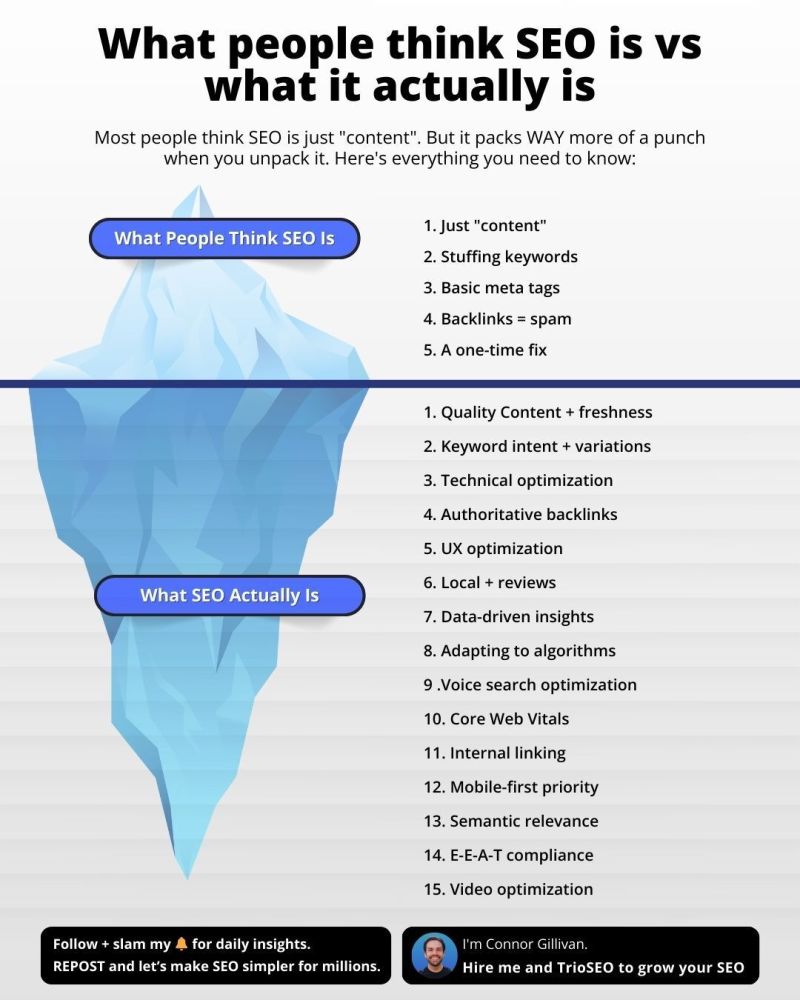 What people think SEO is vs
what it actually is
Most people think SEO is just "content". But it packs WAY more of a punch
when you unpack it. Here's everything you need to know:
What People Think SEO Is
1. Just "content"
2. Stuffing keywords
3. Basic meta tags
4. Backlinks = spam
5. A one-time fix
1. Quality Content + freshness
2. Keyword intent + variations
3. Technical optimization
4. Authoritative backlinks
5. UX optimization
6. Local + reviews
What SEO Actually Is
7. Data-driven insights
8. Adapting to algorithms
9 .Voice search optimization
10. Core Web Vitals
11. Internal linking
12. Mobile-first priority
13. Semantic relevance
14. E-E-A-T compliance
15. Video optimization
Follow + slam my 🔔 for daily insights.
REPOST and let’s make SEO simpler for millions.
I'm Connor Gillivan.
Hire me and TrioSEO to grow your SEO